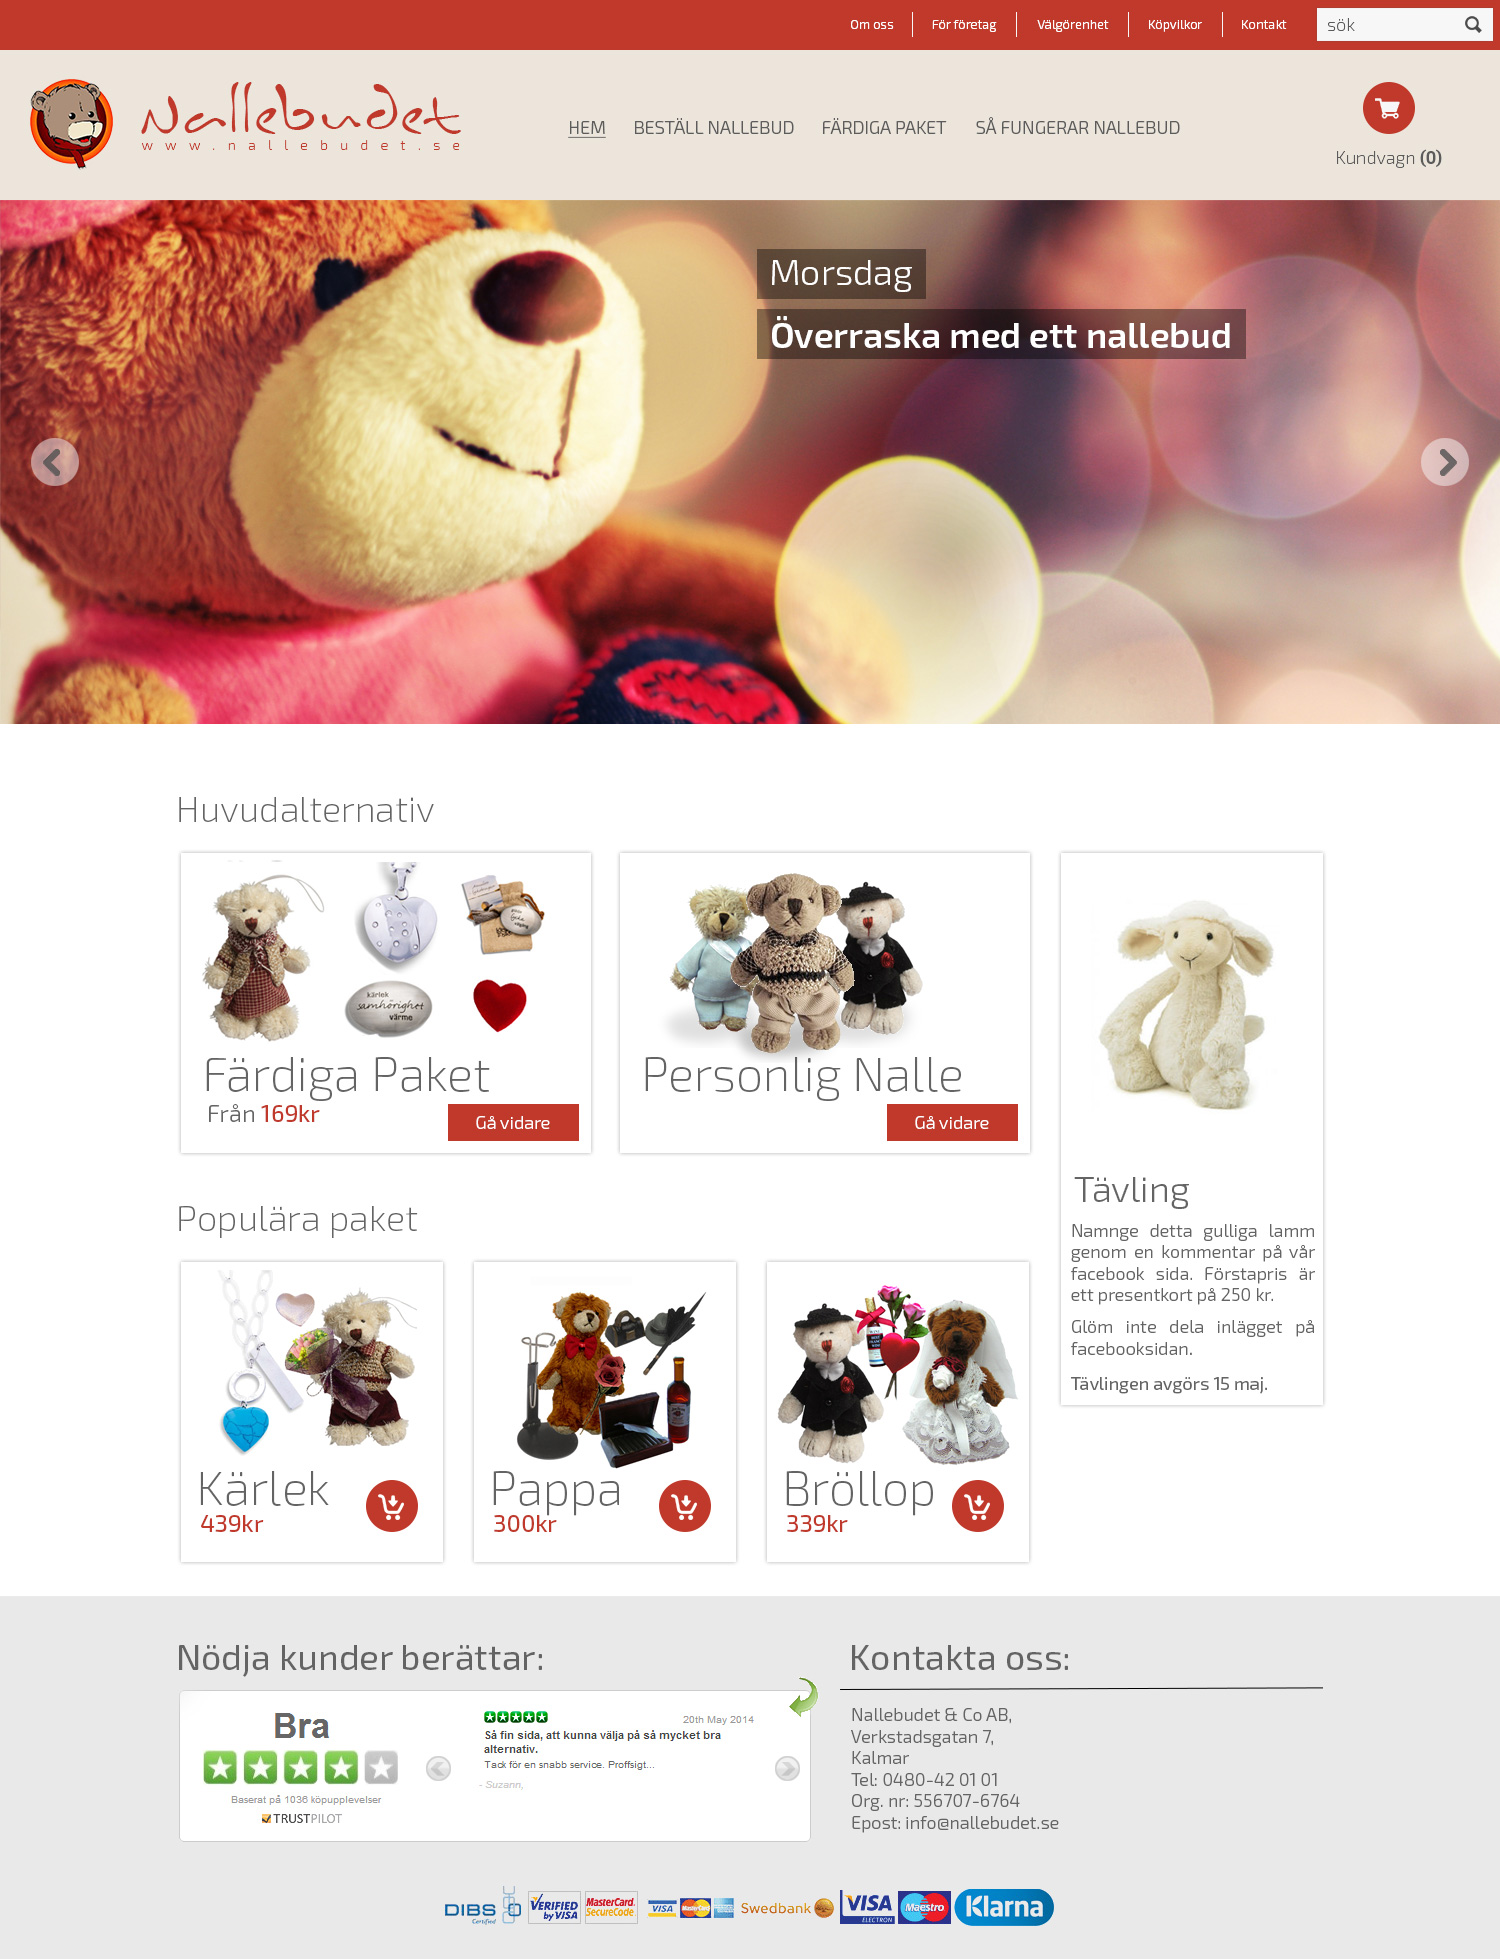 Om oss
För företag
Välgörenhet
Köpvilkor
Kontakt
sök
Nallebudet
www.nallebudet.se
HEM
BESTÄLL NALLEBUD
FÄRDIGA PAKET
SÅ FUNGERAR NALLEBUD
Kundvagn (0)
Morsdag
Överraska med ett nallebud
Huvudalternativ
kärlek
samhörighet
värme
Färdiga Paket
Från 169kr
Gå vidare
Personlig Nalle
Gå vidare
Tävling
Namnge detta gulliga lamm
genom en kommentar på vår
facebook sida. Förstapris är
ett presentkort på 250 kr.
Glöm inte dela inlägget på
facebooksidan.
Tävlingen avgörs 15 maj.
Populära paket
Kärlek
439kr
Pappa
300kr
Bröllop
339kr
Nödja kunder berättar:
Bra
Baserat på 1036 köpupplevelser
TRUSTPILOT
20th May 2014
Så fin sida, att kunna välja på så mycket bra
alternativ.
Tack för en snabb service. Proffsigt...
- Suzann,
Kontakta oss:
Nallebudet & Co AB,
Verkstadsgatan 7,
Kalmar
Tel: 0480-42 01 01
Org. nr: 556707-6764
Epost: info@nallebudet.se
DIBS
Certified
VERIFIED
by VISA
MasterCard.
SecureCode
VISA
MasterCard
Swedbank
VISA
ELECTRON
Maestro
Klarna